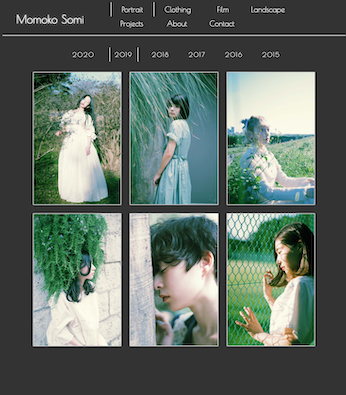 Momoko Somi
Portrait Clothing Film Landscape
Projects About Contact
2020 2019 2018 2017 2016 2015